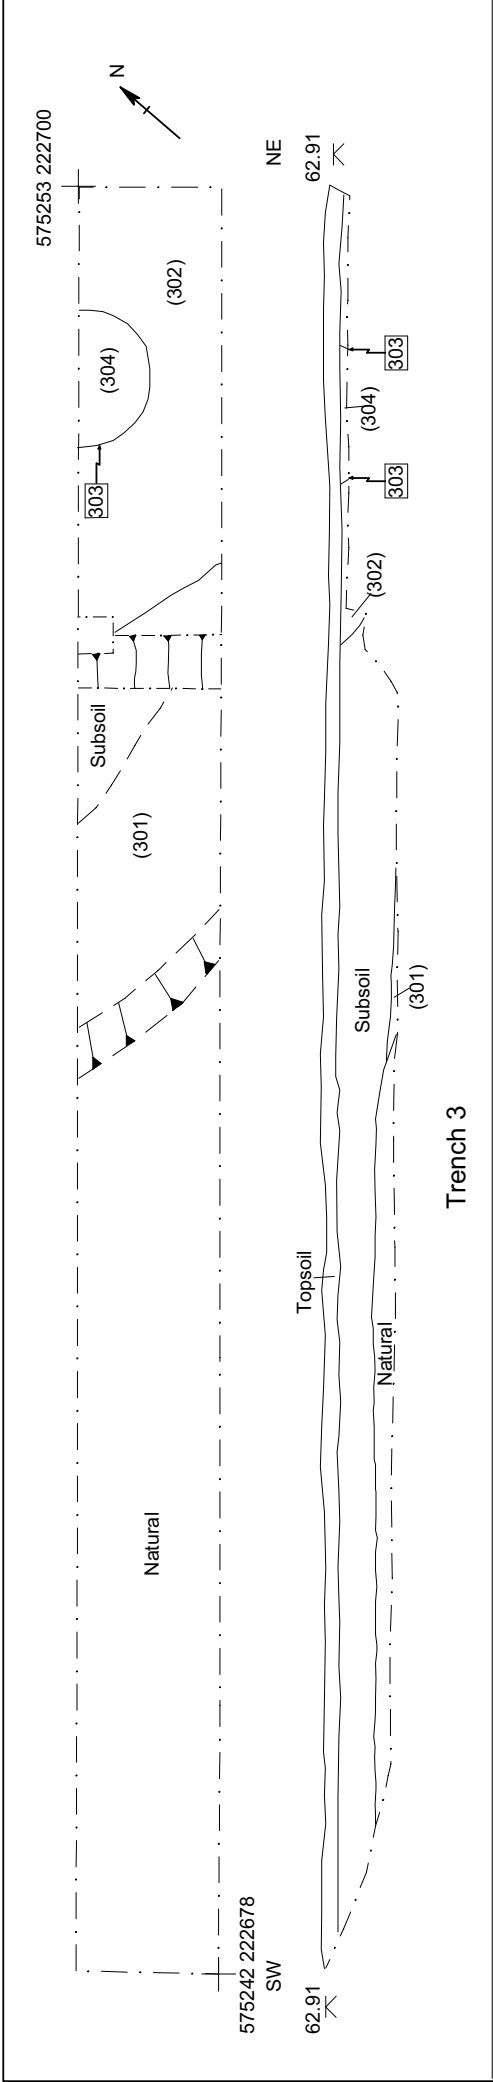 575253 222700
N
(304)
(302)
303
Subsoil
(301)
Natural
575242 222678
SW
NE
62.91
62.91
Topsoil
Subsoil
Natural
(301)
(302)
303
(304)
303
Trench 3